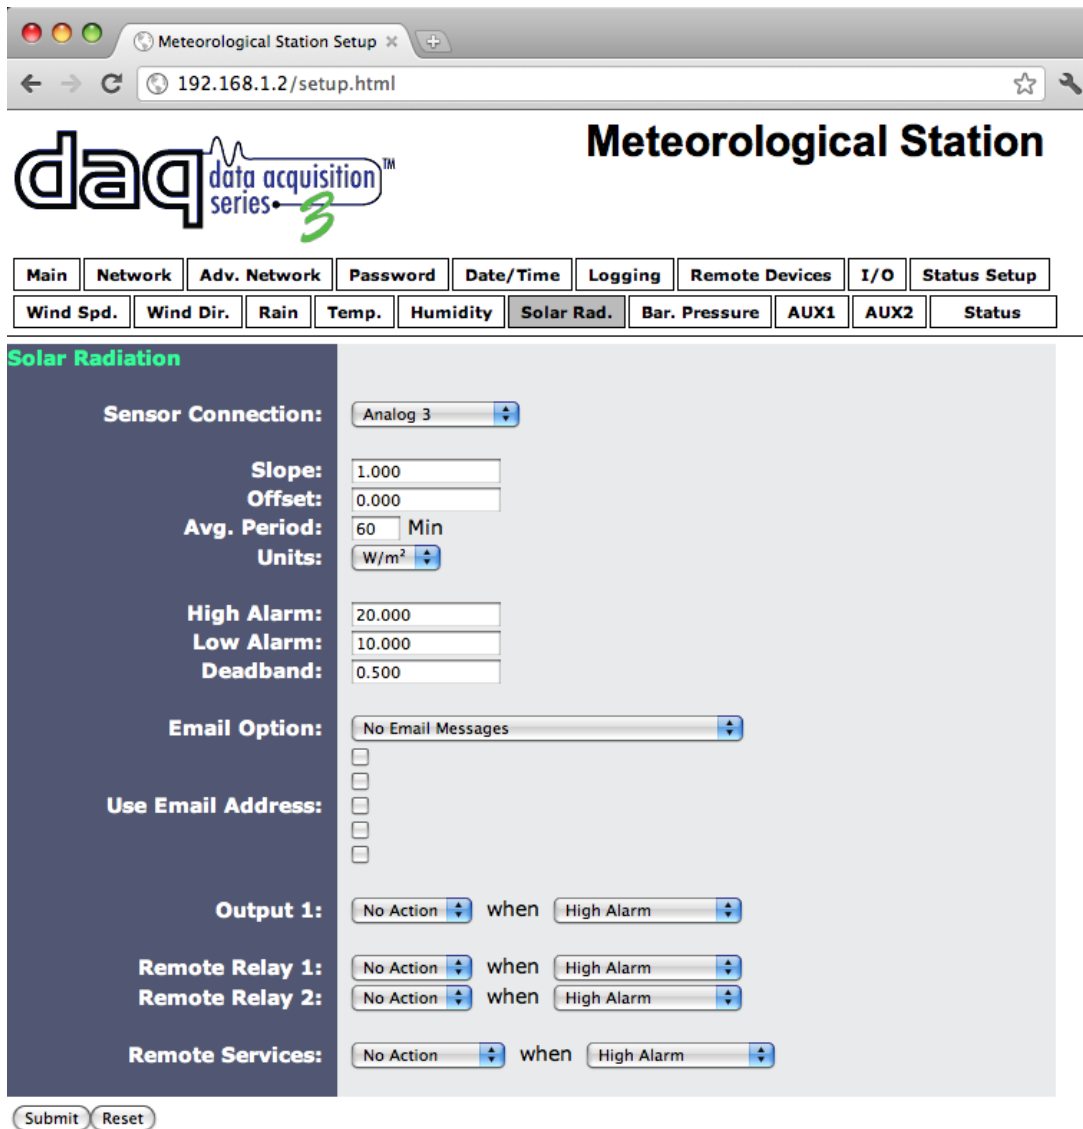 Meteorological Station Setup
192.168.1.2/setup.html
daq data acquisition series 3 ™
Meteorological Station
Main Network Adv. Network Password Date/Time Logging Remote Devices I/O Status Setup
Wind Spd. Wind Dir. Rain Temp. Humidity Solar Rad. Bar. Pressure AUX1 AUX2 Status
Solar Radiation
Sensor Connection: Analog 3
Slope: 1.000
Offset: 0.000
Avg. Period: 60 Min
Units: W/m²
High Alarm: 20.000
Low Alarm: 10.000
Deadband: 0.500
Email Option: No Email Messages
Use Email Address:
Output 1: No Action when High Alarm
Remote Relay 1: No Action when High Alarm
Remote Relay 2: No Action when High Alarm
Remote Services: No Action when High Alarm
Submit Reset